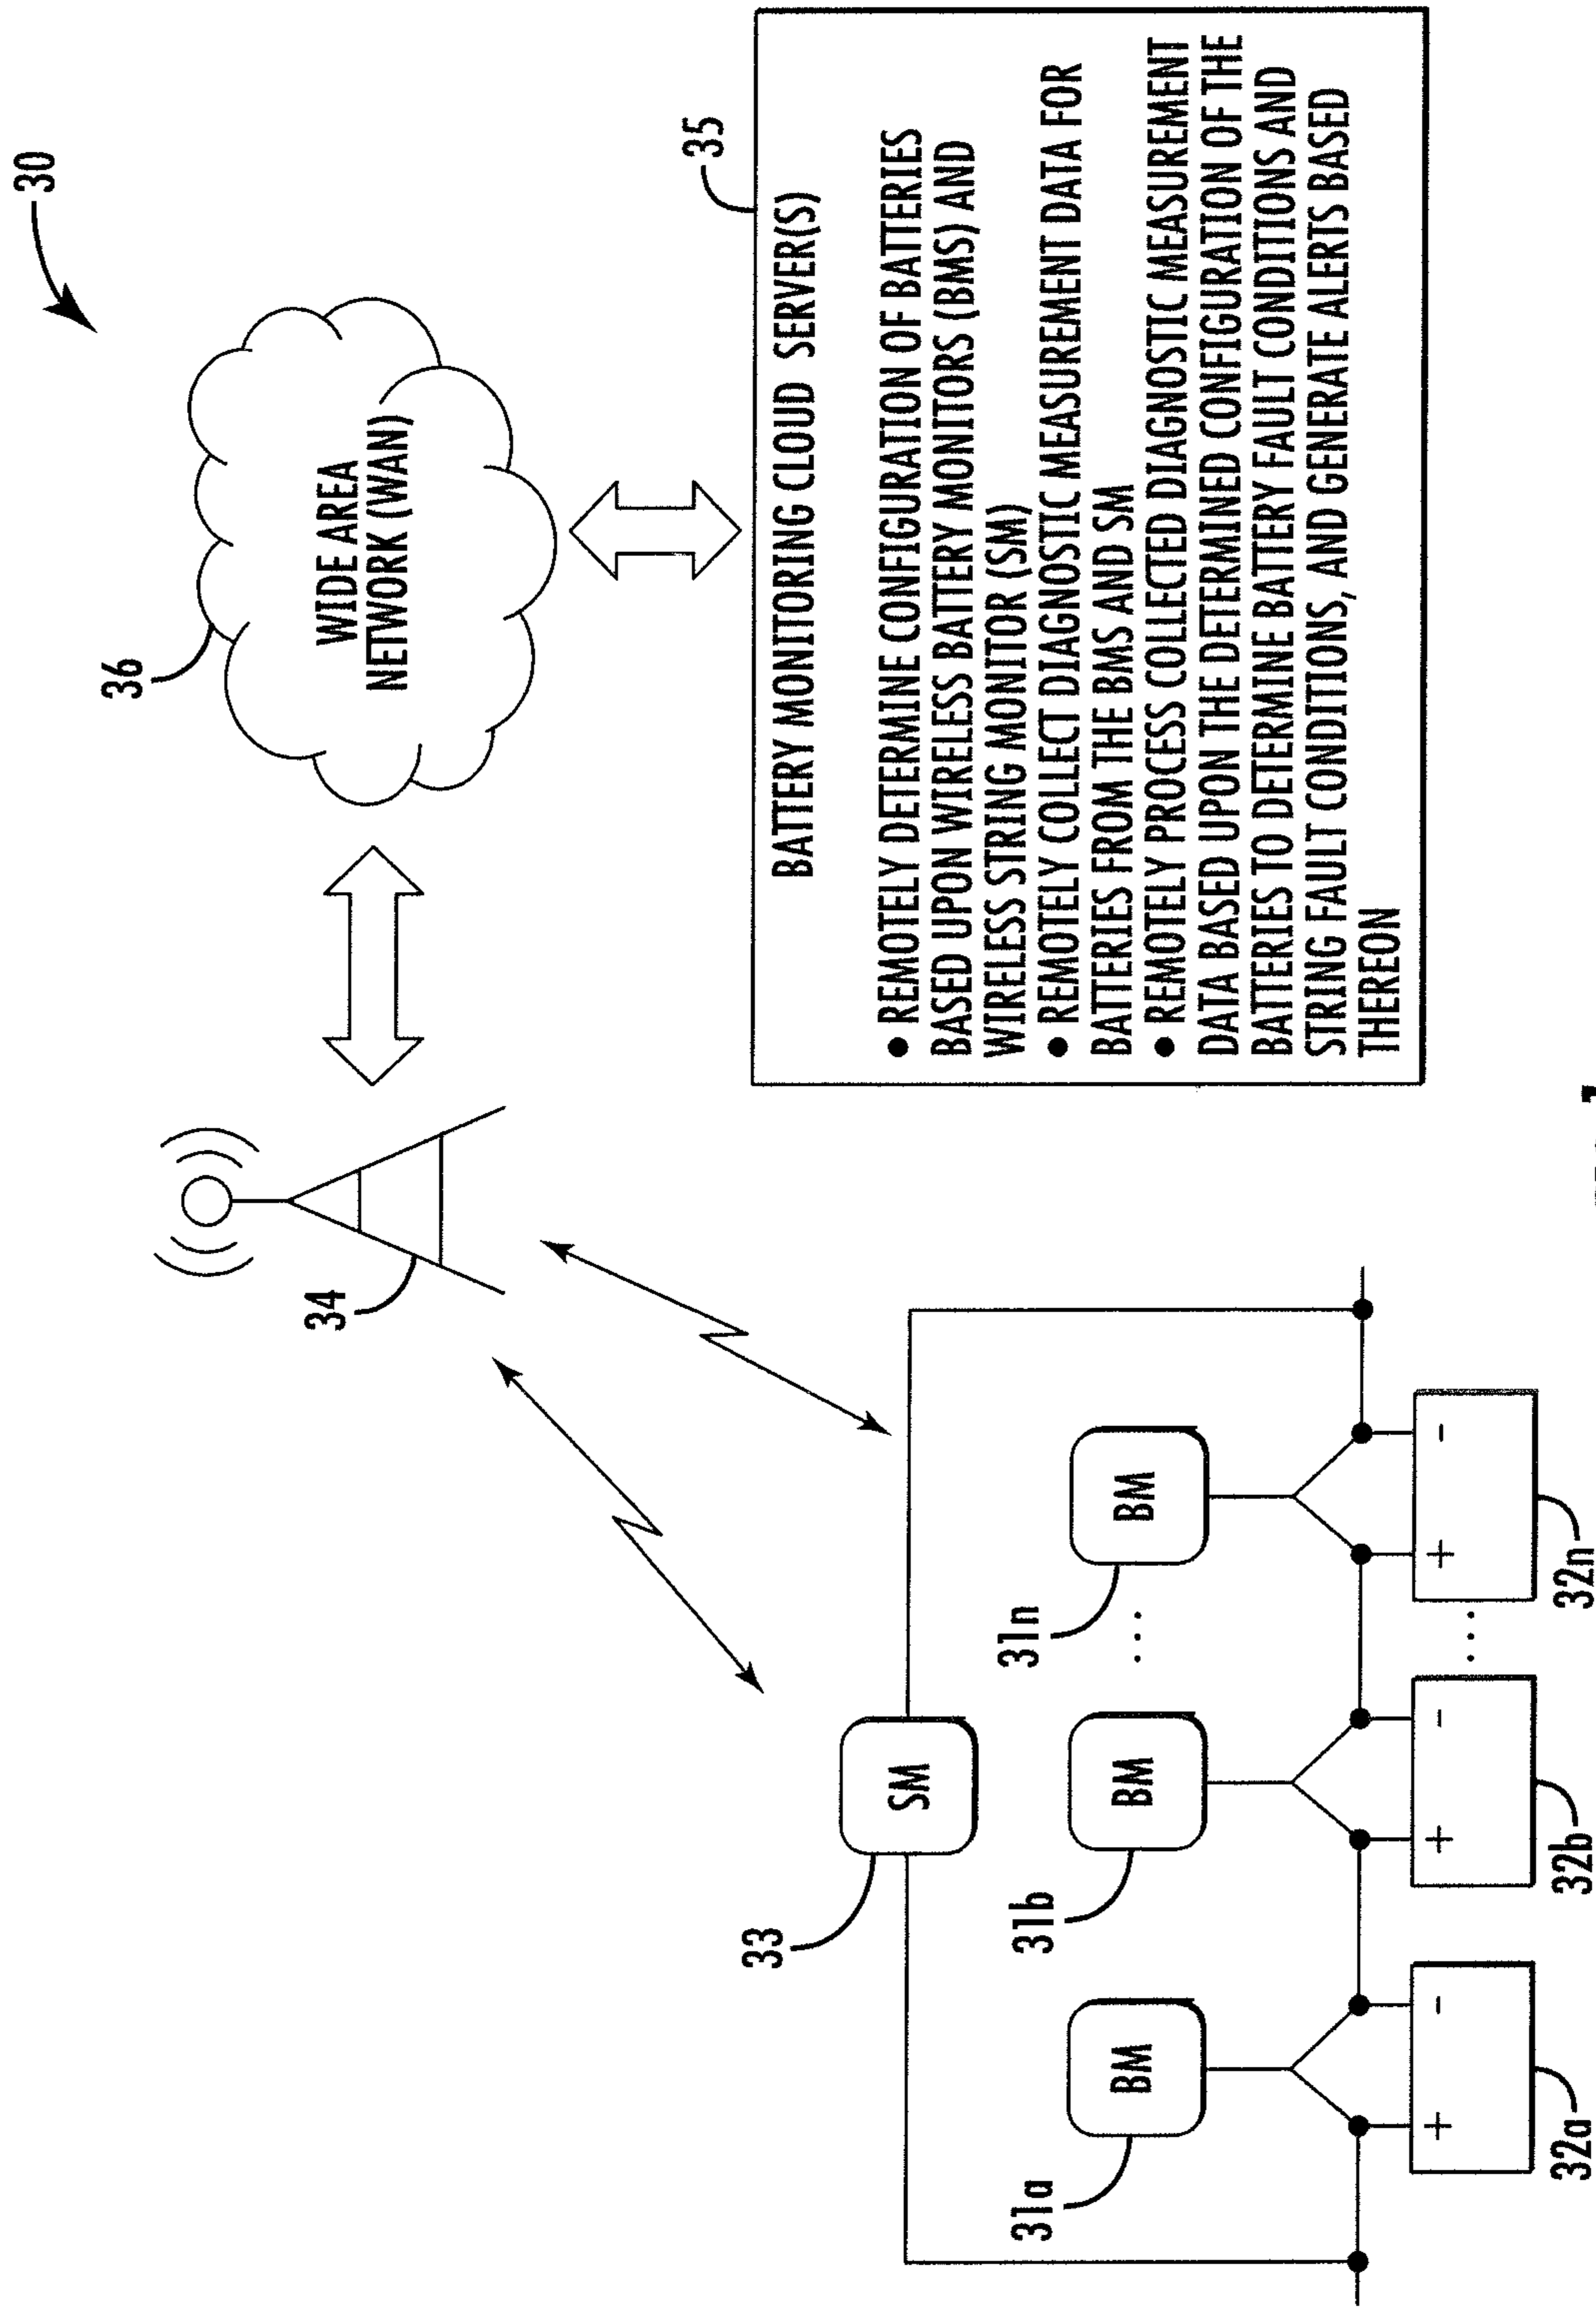 30
36
WIDE AREA
NETWORK (WAN)
34
35
BATTERY MONITORING CLOUD SERVER(S)
• REMOTELY DETERMINE CONFIGURATION OF BATTERIES
BASED UPON WIRELESS BATTERY MONITORS (BMS) AND
WIRELESS STRING MONITOR (SM)
• REMOTELY COLLECT DIAGNOSTIC MEASUREMENT DATA FOR
BATTERIES FROM THE BMS AND SM
• REMOTELY PROCESS COLLECTED DIAGNOSTIC MEASUREMENT
DATA BASED UPON THE DETERMINED CONFIGURATION OF THE
BATTERIES TO DETERMINE BATTERY FAULT CONDITIONS AND
STRING FAULT CONDITIONS, AND GENERATE ALERTS BASED
THEREON
33
SM
31a
BM
31b
BM
...
31n
BM
+ -
+ -
...
+ -
32a
32b
32n